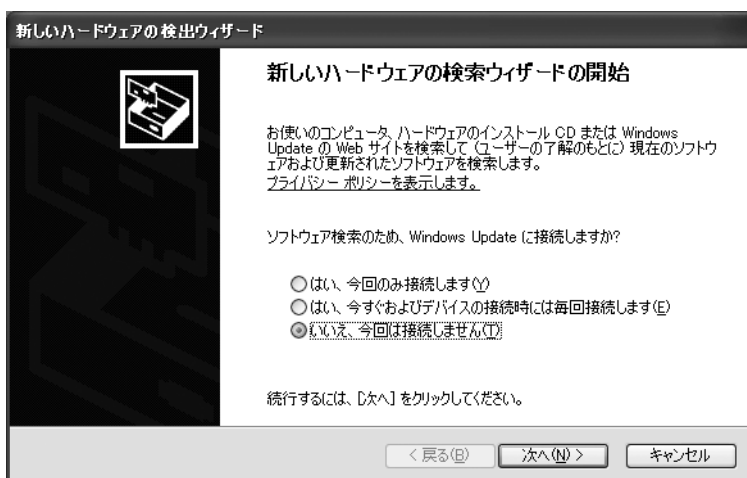 新しいハードウェアの検出ウィザード
新しいハードウェアの検索ウィザードの開始
お使いのコンピュータ、ハードウェアのインストール CD または Windows
Update の Web サイトを検索して (ユーザーの了解のもとに) 現在のソフトウ
ェアおよび更新されたソフトウェアを検索します。
プライバシー ポリシーを表示します。
ソフトウェア検索のため、Windows Update に接続しますか?
はい、今回のみ接続します(Y)
はい、今すぐおよびデバイスの接続時には毎回接続します(E)
いいえ、今回は接続しません(T)
続行するには、[次へ] をクリックしてください。
< 戻る(B) 次へ(N) > キャンセル